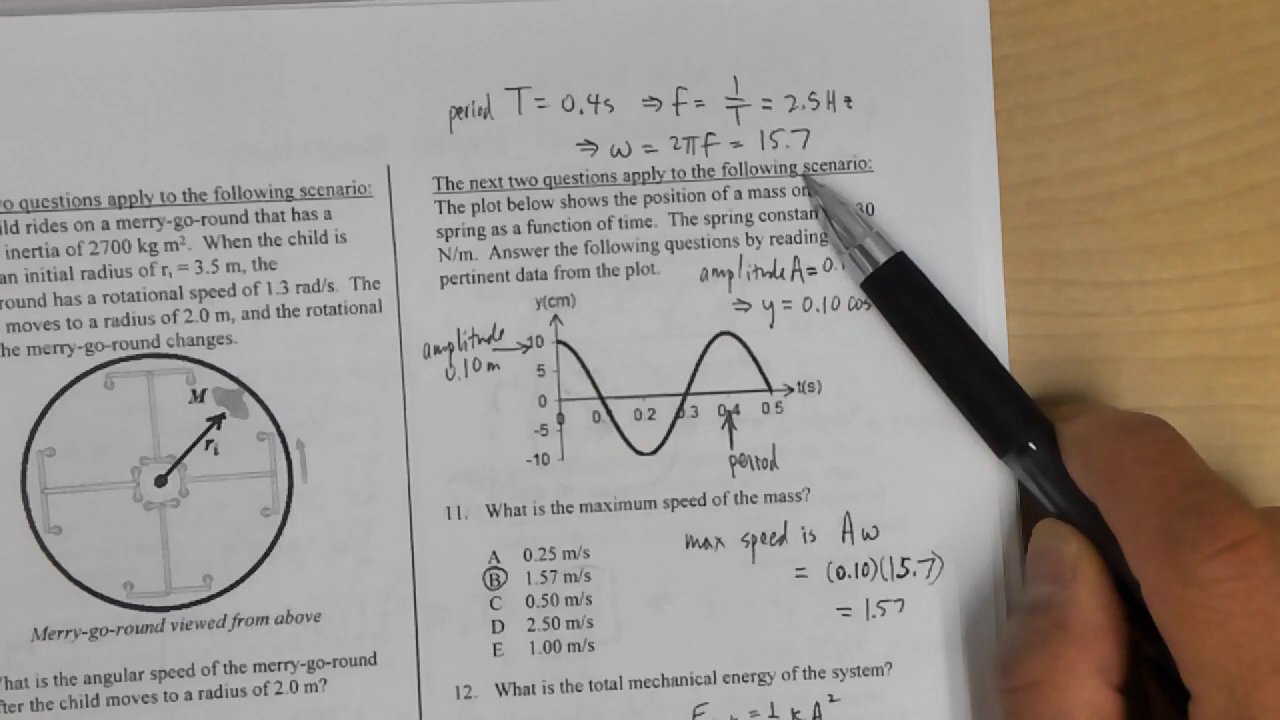 period T = 0.4s ⇒ f = 1/T = 2.5 Hz
⇒ ω = 2πf = 15.7
o questions apply to the following scenario:
ild rides on a merry-go-round that has a
inertia of 2700 kg m². When the child is
an initial radius of rᵢ = 3.5 m, the
round has a rotational speed of 1.3 rad/s. The
moves to a radius of 2.0 m, and the rotational
he merry-go-round changes.
M
rᵢ
Merry-go-round viewed from above
hat is the angular speed of the merry-go-round
fter the child moves to a radius of 2.0 m?
The next two questions apply to the following scenario:
The plot below shows the position of a mass on
spring as a function of time. The spring constan 30
N/m. Answer the following questions by reading
pertinent data from the plot.
amplitude A = 0.
⇒ y = 0.10 cos
y(cm)
amplitude
0.10 m
10
5
0
-5
-10
0 0. 0.2 0.3 0.4 0.5
t(s)
period
11. What is the maximum speed of the mass?
A 0.25 m/s
B 1.57 m/s
C 0.50 m/s
D 2.50 m/s
E 1.00 m/s
max speed is Aω
= (0.10)(15.7)
= 1.57
12. What is the total mechanical energy of the system?
= 1 k A²